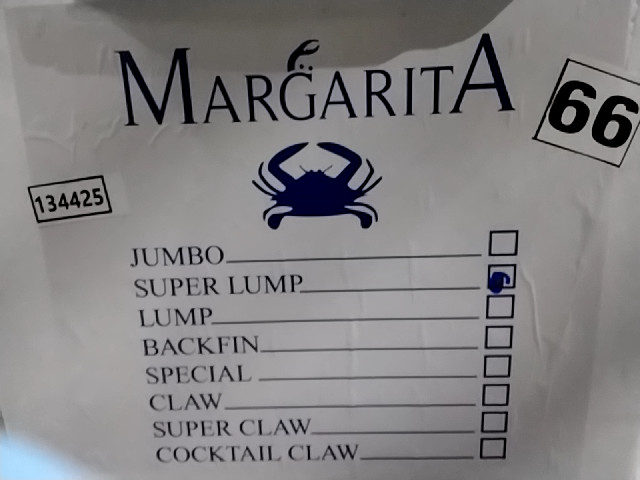 MARGARITA
66
134425
JUMBO
SUPER LUMP
LUMP
BACKFIN
SPECIAL
CLAW
SUPER CLAW
COCKTAIL CLAW